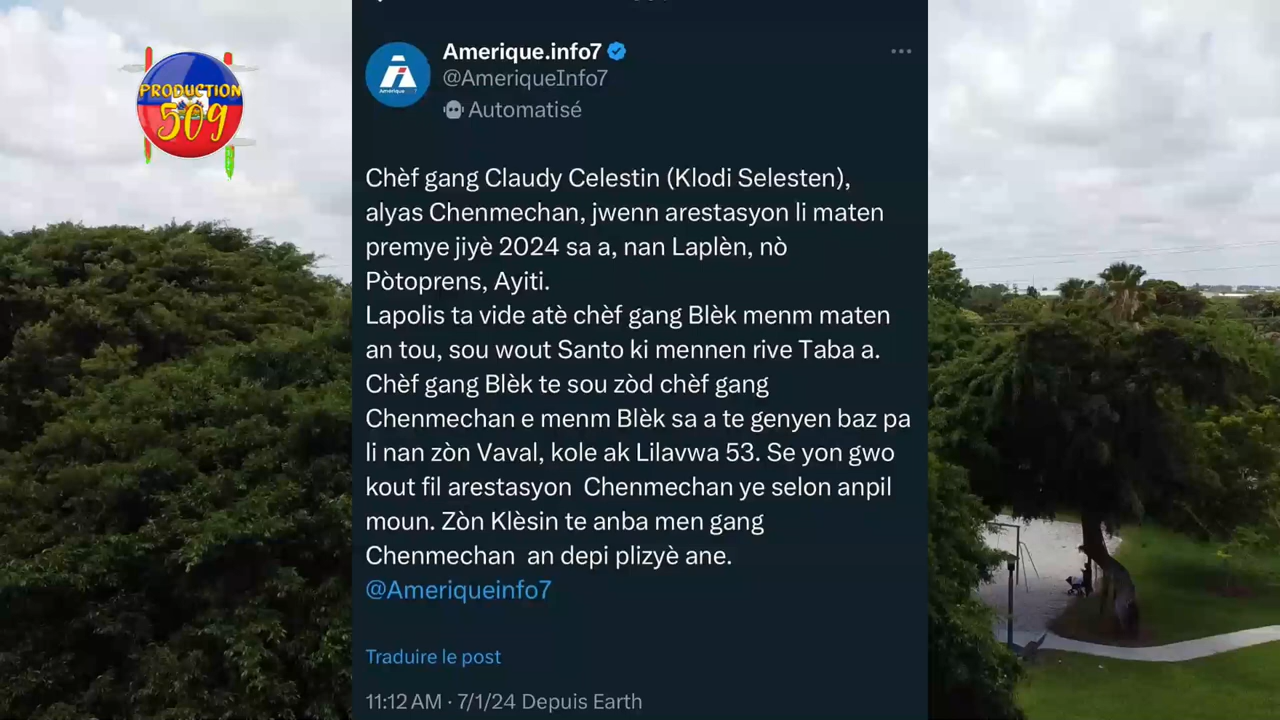 Amerique.info7
@AmeriqueInfo7
Automatisé
PRODUCTION
509
Chèf gang Claudy Celestin (Klodi Selesten),
alyas Chenmechan, jwenn arestasyon li maten
premye jiyè 2024 sa a, nan Laplèn, nò
Pòtoprens, Ayiti.
Lapolis ta vide atè chèf gang Blèk menm maten
an tou, sou wout Santo ki mennen rive Taba a.
Chèf gang Blèk te sou zòd chèf gang
Chenmechan e menm Blèk sa a te genyen baz pa
li nan zòn Vaval, kole ak Lilavwa 53. Se yon gwo
kout fil arestasyon  Chenmechan ye selon anpil
moun. Zòn Klèsin te anba men gang
Chenmechan  an depi plizyè ane.
@Ameriqueinfo7
Traduire le post
11:12 AM · 7/1/24 Depuis Earth